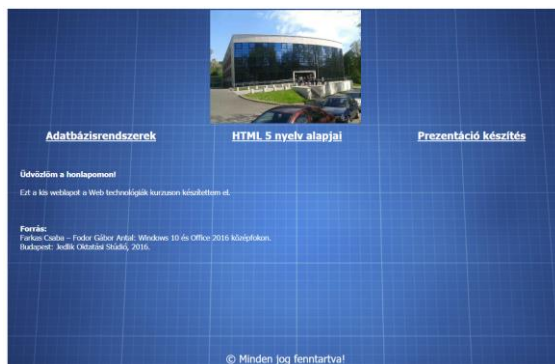 Adatbázisrendszerek
HTML 5 nyelv alapjai
Prezentáció készítés
Üdvözlöm a honlapomon!
Ezt a kis weblapot a Web technológiák kurzuson készítettem el.
Forrás:
Farkas Csaba – Fodor Gábor Antal: Windows 10 és Office 2016 középfokon.
Budapest: Jedlik Oktatási Stúdió, 2016.
© Minden jog fenntartva!